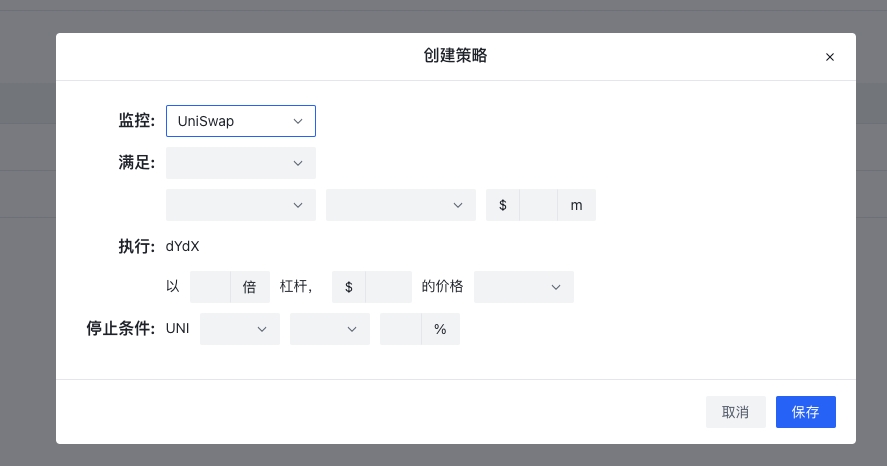 创建策略 ×
监控: UniSwap
满足:
$ m
执行: dYdX
以 倍 杠杆, $ 的价格
停止条件: UNI %
取消 保存